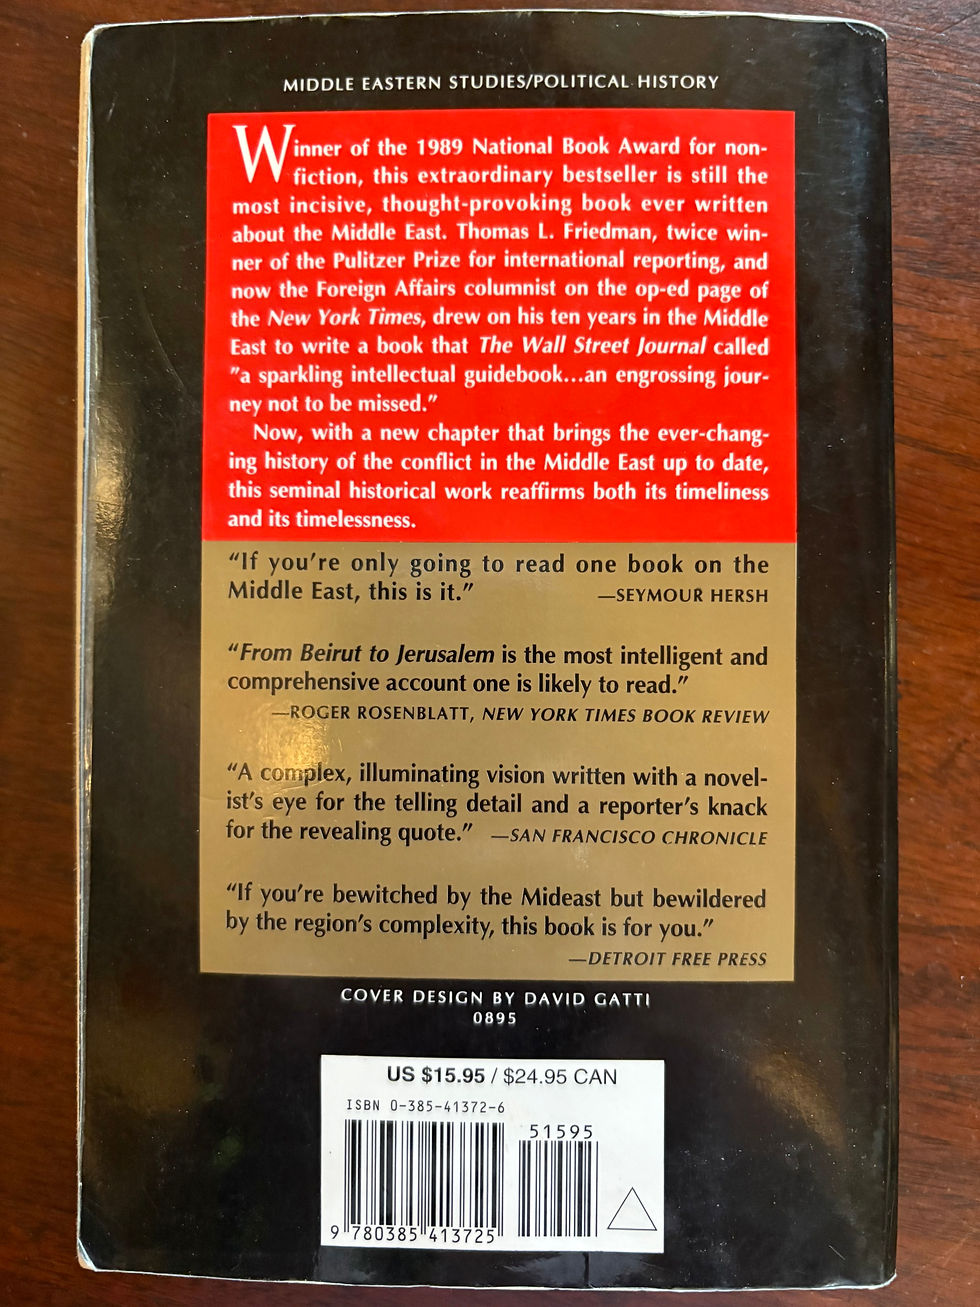 MIDDLE EASTERN STUDIES/POLITICAL HISTORY
Winner of the 1989 National Book Award for non-
fiction, this extraordinary bestseller is still the
most incisive, thought-provoking book ever written
about the Middle East. Thomas L. Friedman, twice win-
ner of the Pulitzer Prize for international reporting, and
now the Foreign Affairs columnist on the op-ed page of
the New York Times, drew on his ten years in the Middle
East to write a book that The Wall Street Journal called
"a sparkling intellectual guidebook...an engrossing jour-
ney not to be missed."
Now, with a new chapter that brings the ever-chang-
ing history of the conflict in the Middle East up to date,
this seminal historical work reaffirms both its timeliness
and its timelessness.
“If you're only going to read one book on the
Middle East, this is it.” —SEYMOUR HERSH
“From Beirut to Jerusalem is the most intelligent and
comprehensive account one is likely to read.”
—ROGER ROSENBLATT, NEW YORK TIMES BOOK REVIEW
“A complex, illuminating vision written with a novel-
ist's eye for the telling detail and a reporter's knack
for the revealing quote.” —SAN FRANCISCO CHRONICLE
“If you're bewitched by the Mideast but bewildered
by the region's complexity, this book is for you.”
—DETROIT FREE PRESS
COVER DESIGN BY DAVID GATTI
0895
US $15.95 / $24.95 CAN
ISBN 0-385-41372-6
51595
9 780385 413725